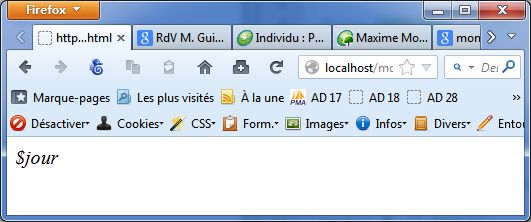 Firefox
http...html RdV M. Gui... Individu : P... Maxime Mo... mon
localhost/mo Dei
Marque-pages Les plus visités À la une AD 17 AD 18 AD 28 »
Désactiver Cookies CSS Form. Images Infos Divers Entou
$jour